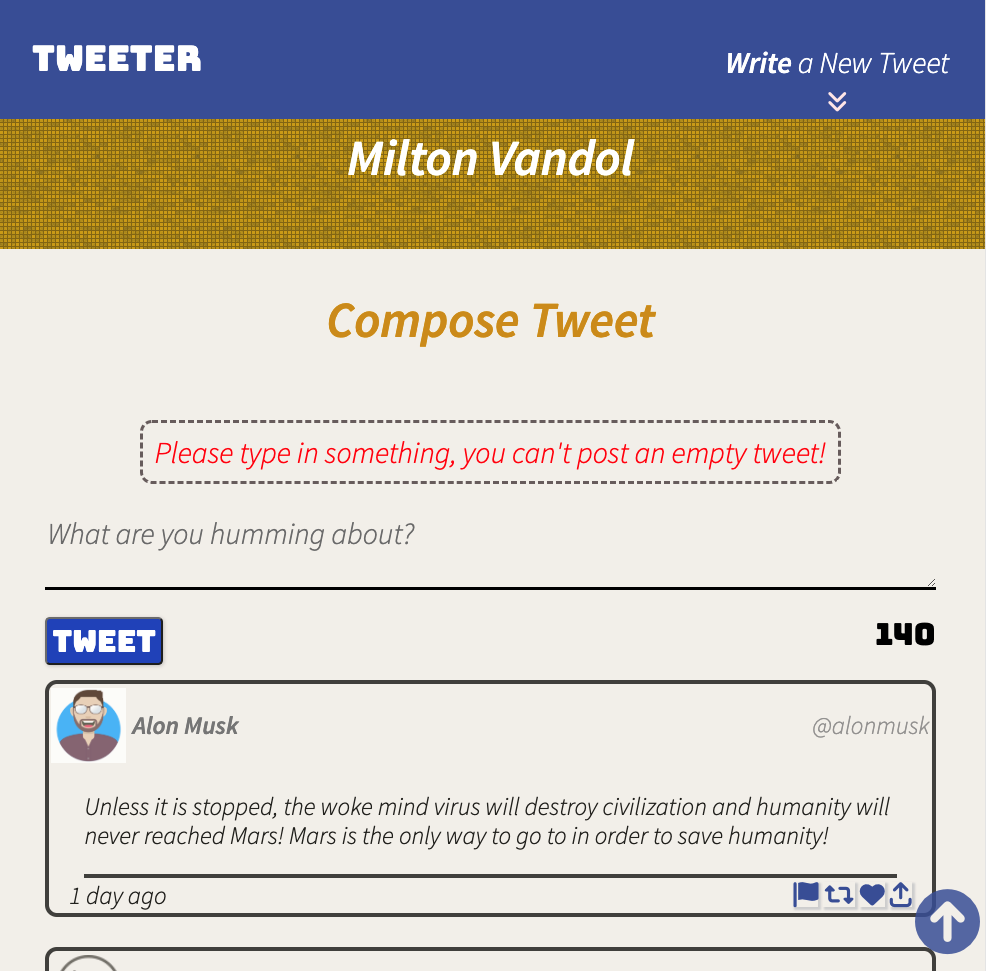 TWEETER
Write a New Tweet
Milton Vandol
Compose Tweet
Please type in something, you can't post an empty tweet!
What are you humming about?
TWEET
140
Alon Musk
@alonmusk
Unless it is stopped, the woke mind virus will destroy civilization and humanity will
never reached Mars! Mars is the only way to go to in order to save humanity!
1 day ago